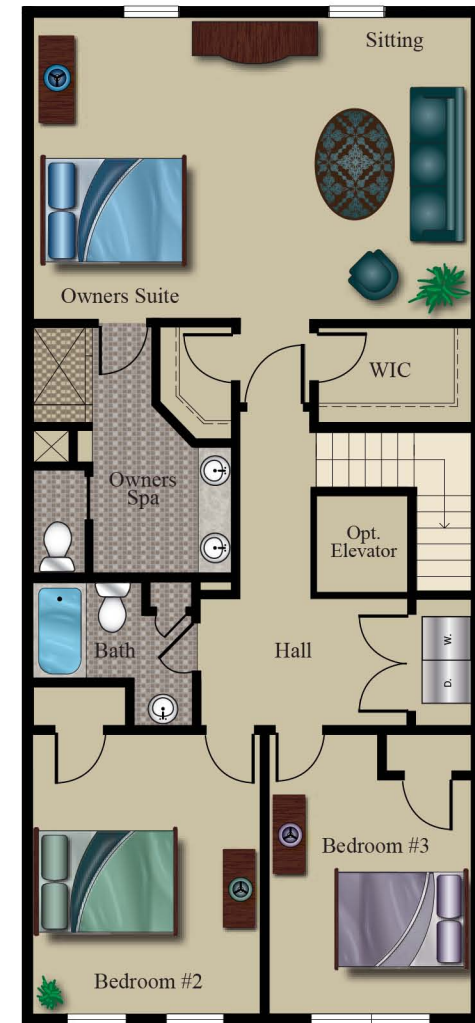 Sitting
Owners Suite
WIC
Owners
Spa
Opt.
Elevator
Bath
Hall
W.
D.
Bedroom #3
Bedroom #2